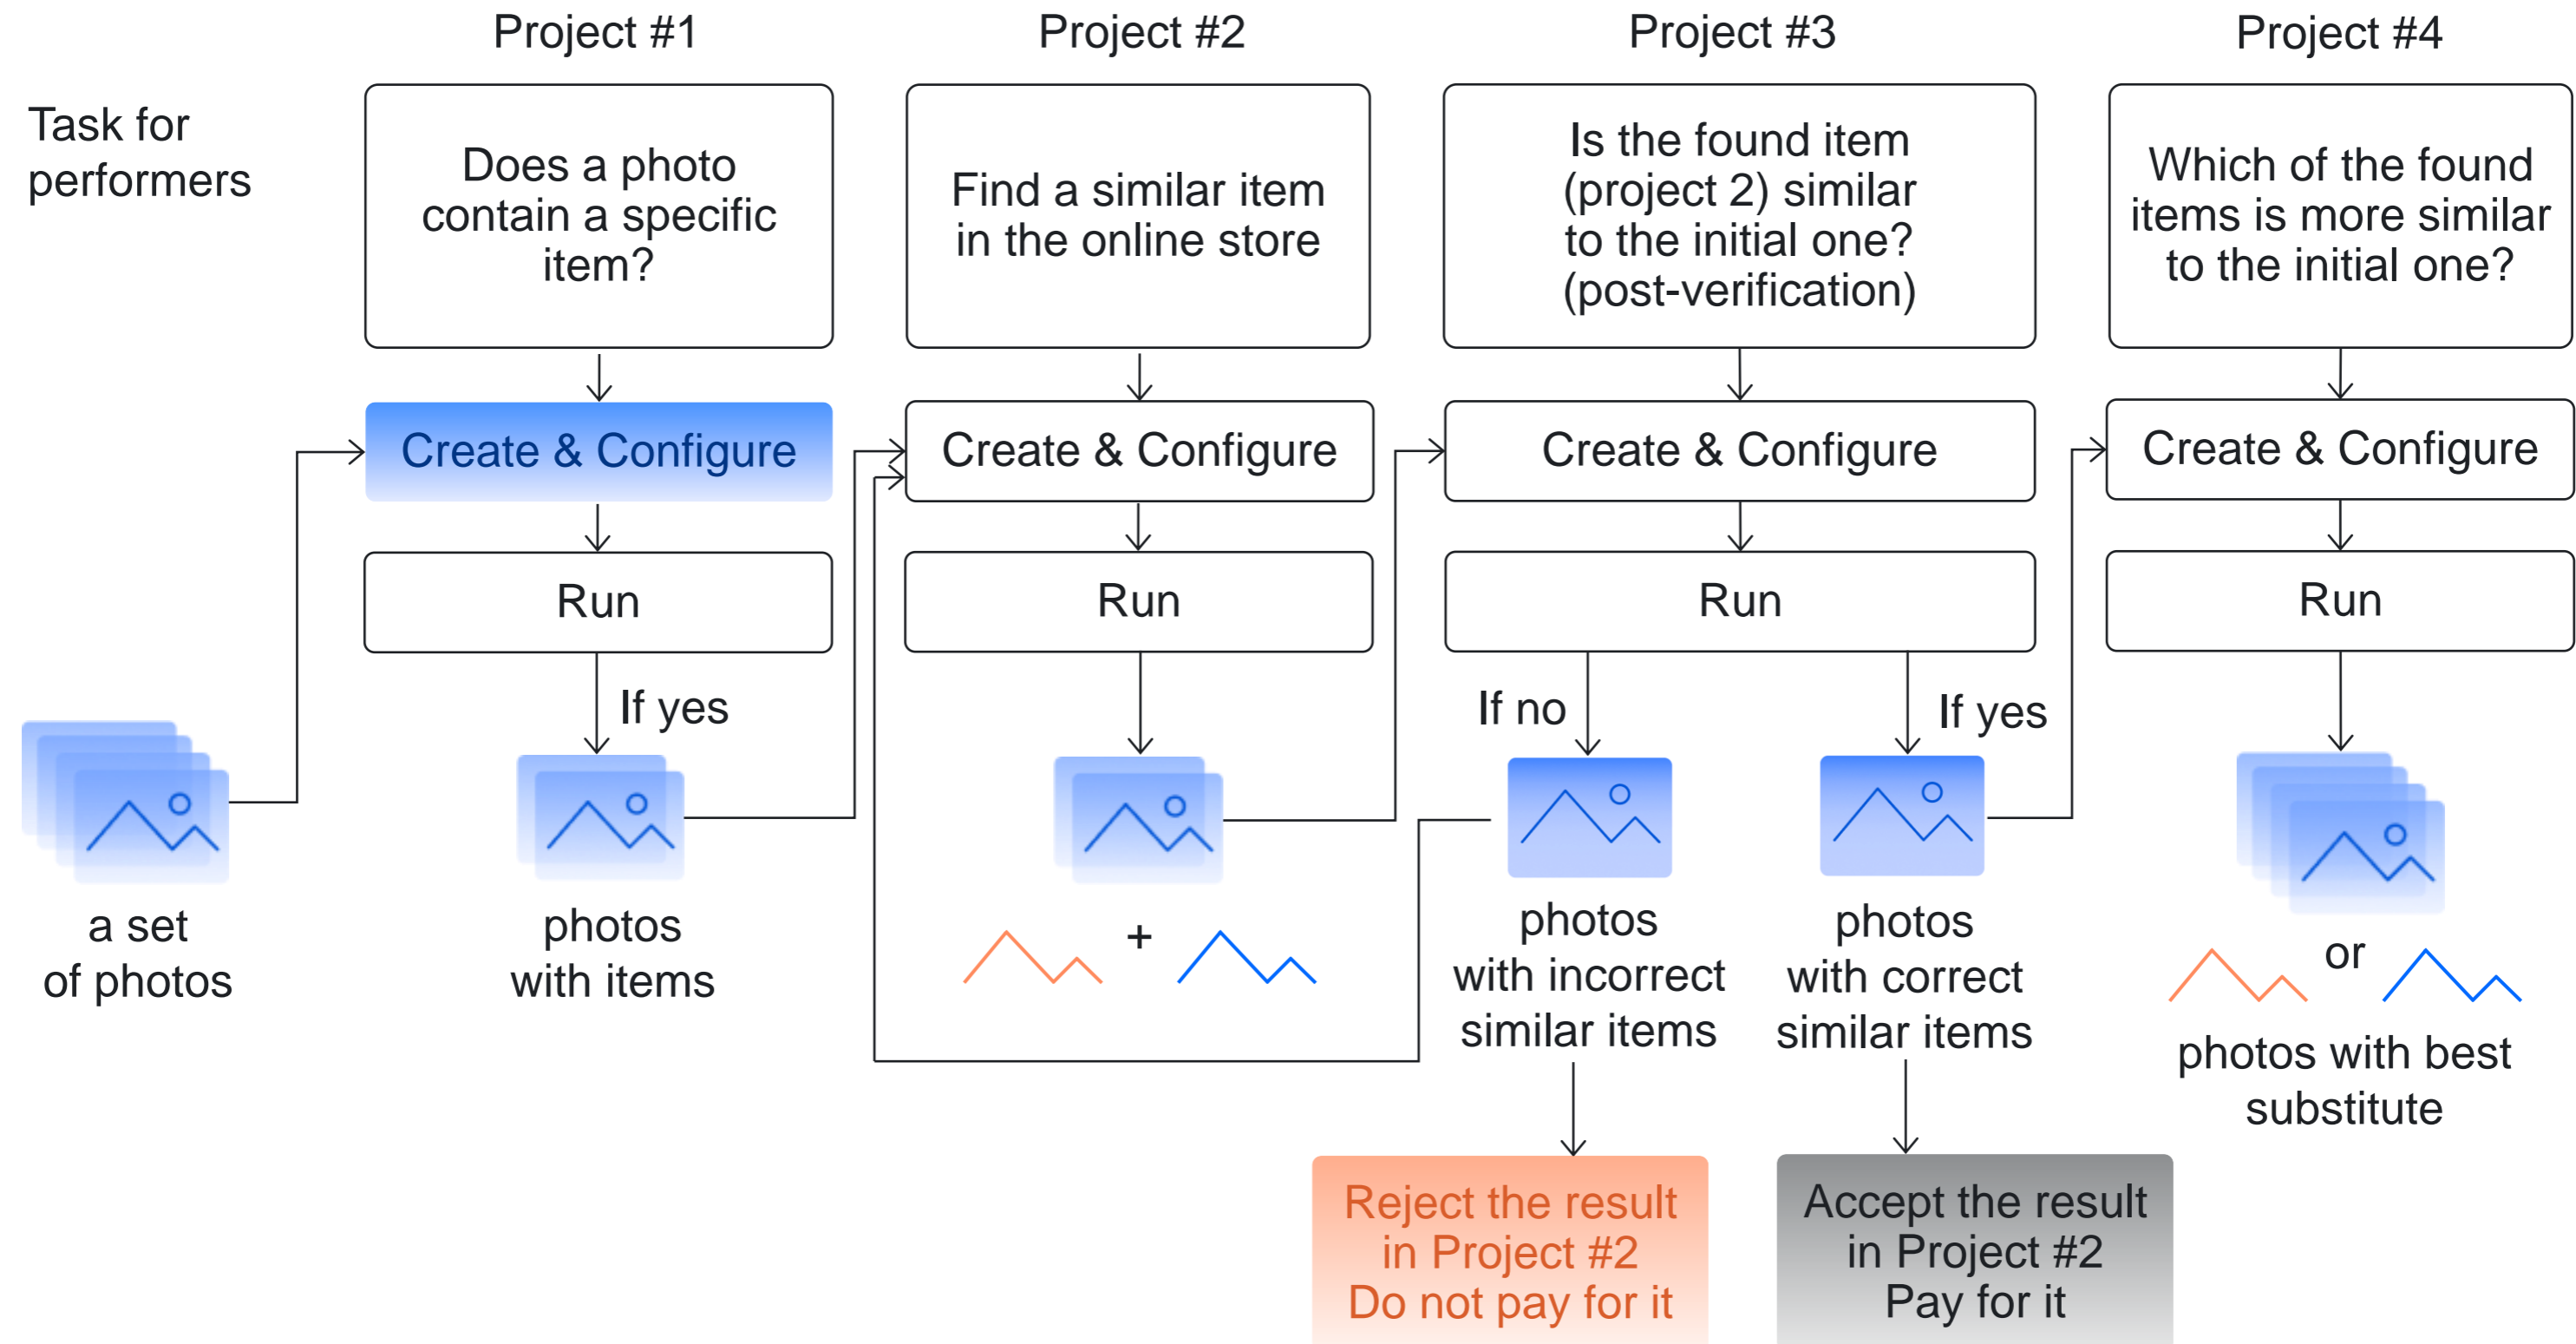 Project #1
Project #2
Project #3
Project #4
Task for
performers
Does a photo
contain a specific
item?
Find a similar item
in the online store
Is the found item
(project 2) similar
to the initial one?
(post-verification)
Which of the found
items is more similar
to the initial one?
Create & Configure
Create & Configure
Create & Configure
Create & Configure
Run
Run
Run
Run
If yes
If no
If yes
a set
of photos
photos
with items
+
photos
with incorrect
similar items
photos
with correct
similar items
or
photos with best
substitute
Reject the result
in Project #2
Do not pay for it
Accept the result
in Project #2
Pay for it